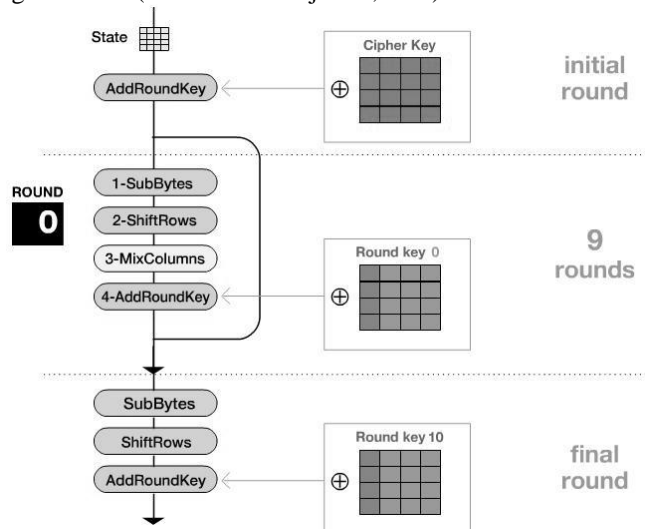 State
Cipher Key
AddRoundKey
⊕
initial
round
ROUND
0
1-SubBytes
2-ShiftRows
3-MixColumns
4-AddRoundKey
Round key 0
⊕
9
rounds
SubBytes
ShiftRows
AddRoundKey
Round key 10
⊕
final
round